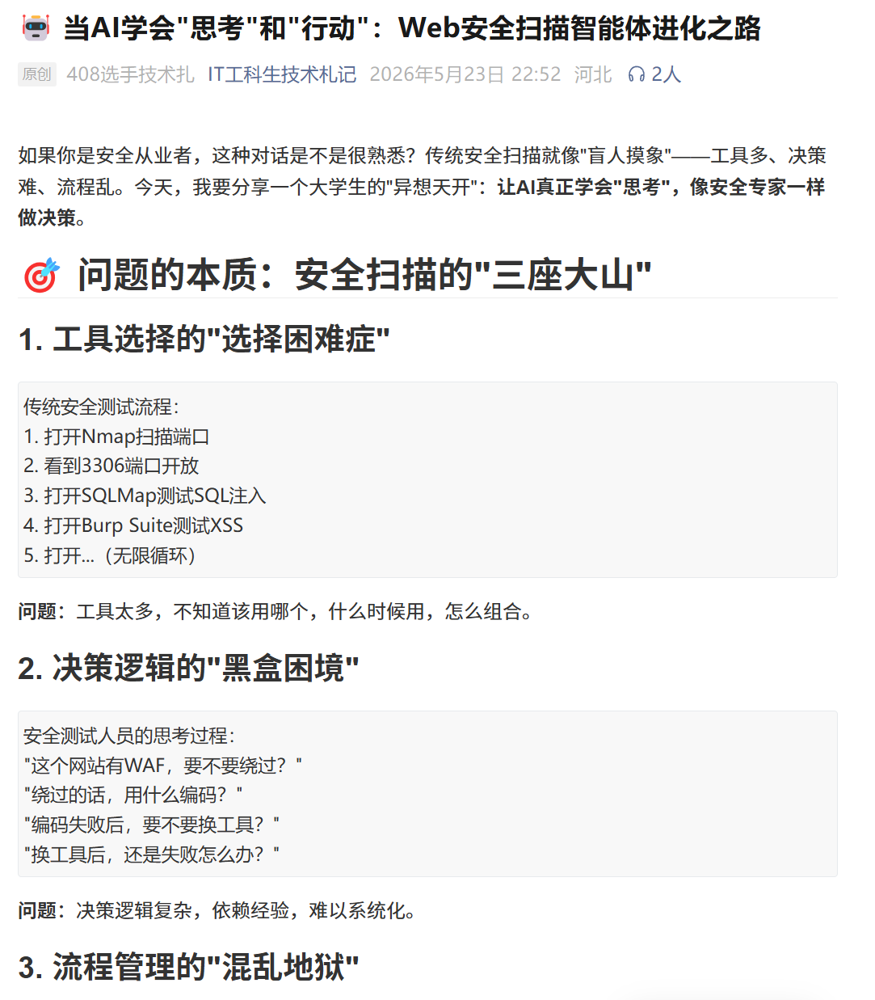 当AI学会"思考"和"行动"：Web安全扫描智能体进化之路
原创 408选手技术扎 IT工科生技术札记 2026年5月23日 22:52 河北 2人
如果你是安全从业者，这种对话是不是很熟悉？传统安全扫描就像"盲人摸象"——工具多、决策
难、流程乱。今天，我要分享一个大学生的"异想天开"：让AI真正学会"思考"，像安全专家一样
做决策。
问题的本质：安全扫描的"三座大山"
1. 工具选择的"选择困难症"
传统安全测试流程：
1. 打开Nmap扫描端口
2. 看到3306端口开放
3. 打开SQLMap测试SQL注入
4. 打开Burp Suite测试XSS
5. 打开...（无限循环）
问题：工具太多，不知道该用哪个，什么时候用，怎么组合。
2. 决策逻辑的"黑盒困境"
安全测试人员的思考过程：
"这个网站有WAF，要不要绕过？"
"绕过的话，用什么编码？"
"编码失败后，要不要换工具？"
"换工具后，还是失败怎么办？"
问题：决策逻辑复杂，依赖经验，难以系统化。
3. 流程管理的"混乱地狱"